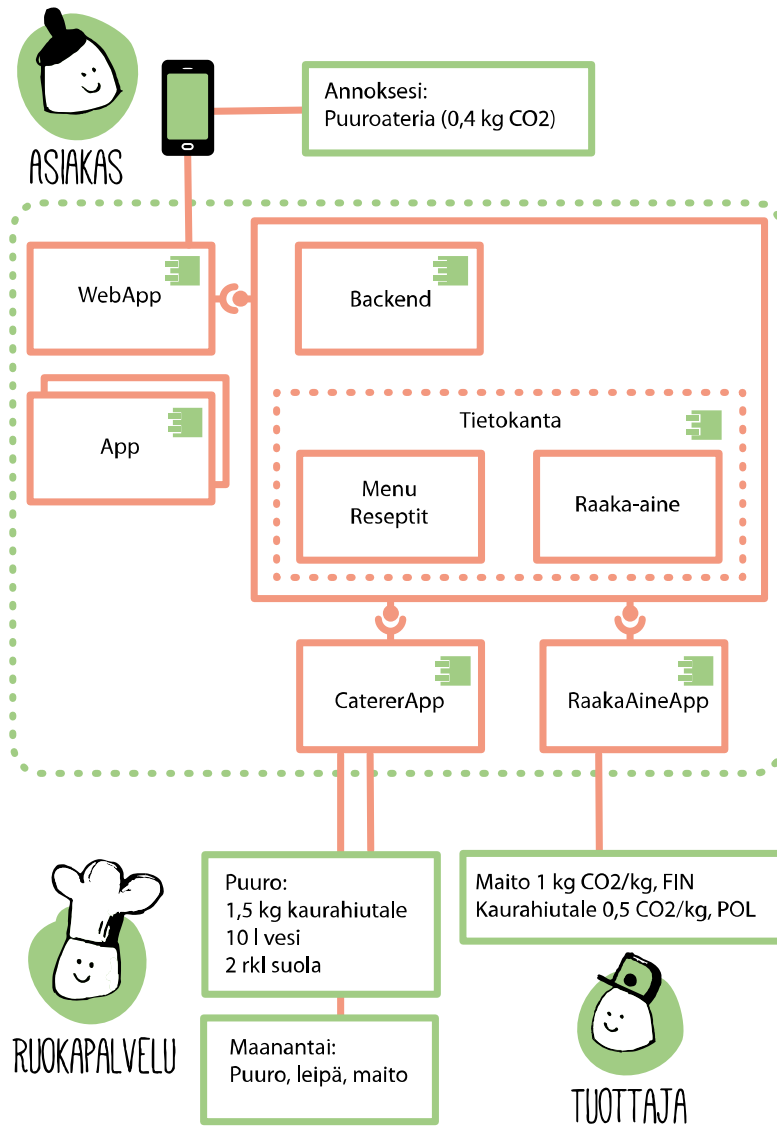 Annoksesi:
Puuroateria (0,4 kg CO2)
ASIAKAS
WebApp
Backend
App
Tietokanta
Menu
Reseptit
Raaka-aine
CatererApp
RaakaAineApp
Puuro:
1,5 kg kaurahiutale
10 l vesi
2 rkl suola
Maito 1 kg CO2/kg, FIN
Kaurahiutale 0,5 CO2/kg, POL
RUOKAPALVELU
Maanantai:
Puuro, leipä, maito
TUOTTAJA